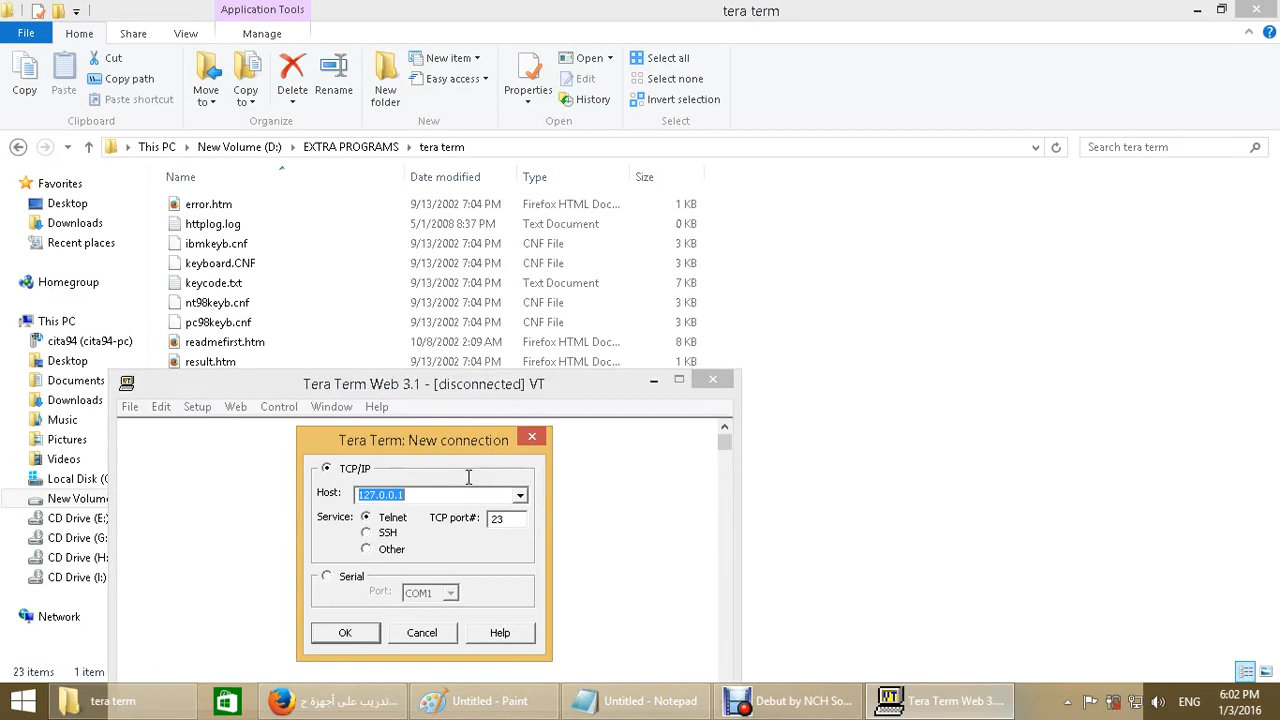 Application Tools
tera term
File
Home
Share
View
Manage
Copy
Paste
Cut
Copy path
Paste shortcut
Move to
Copy to
Delete
Rename
New folder
New item
Easy access
Properties
Open
Edit
History
Select all
Select none
Invert selection
Clipboard
Organize
New
Open
Select
This PC
New Volume (D:)
EXTRA PROGRAMS
tera term
Search tera term
Name
Date modified
Type
Size
Favorites
Desktop
Downloads
Recent places
Homegroup
This PC
cita94 (cita94-pc)
Desktop
Documents
Downloads
Music
Pictures
Videos
Local Disk (
New Volume
CD Drive (E:
CD Drive (G:
CD Drive (H:
CD Drive (I:)
Network
error.htm 9/13/2002 7:04 PM Firefox HTML Doc... 1 KB
httplog.log 5/1/2008 8:37 PM Text Document 0 KB
ibmkeyb.cnf 9/13/2002 7:04 PM CNF File 3 KB
keyboard.CNF 9/13/2002 7:04 PM CNF File 3 KB
keycode.txt 9/13/2002 7:04 PM Text Document 7 KB
nt98keyb.cnf 9/13/2002 7:04 PM CNF File 3 KB
pc98keyb.cnf 9/13/2002 7:04 PM CNF File 3 KB
readmefirst.htm 10/8/2002 2:09 AM Firefox HTML Doc... 1 KB
result.htm 9/13/2002 7:04 PM Firefox HTML Doc... 1 KB
Tera Term Web 3.1 - [disconnected] VT
File Edit Setup Web Control Window Help
Tera Term: New connection
TCP/IP
Host: 127.0.0.1
Service: Telnet TCP port#: 23
SSH
Other
Serial
Port: COM1
OK Cancel Help
23 items 1 item
tera term
تدريب على أجهزة ح...
Untitled - Paint
Untitled - Notepad
Debut by NCH So...
Tera Term Web 3....
ENG
6:02 PM
1/3/2016